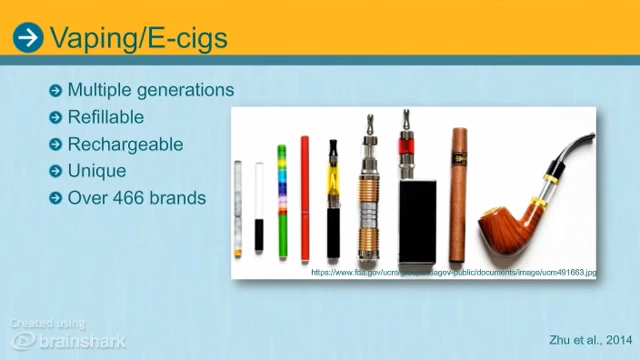 Vaping/E-cigs
Multiple generations
Refillable
Rechargeable
Unique
Over 466 brands
Created using
brainshark
Zhu et al., 2014